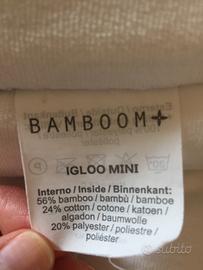 BAMBOOM
IGLOO MINI
Interno / Inside / Binnenkant:
56% bamboo/ bambù / bamboe
24% cotton / cotone / katoen /
algodon / baumwolle
20% polyester / poliestre /
poliéster
subito